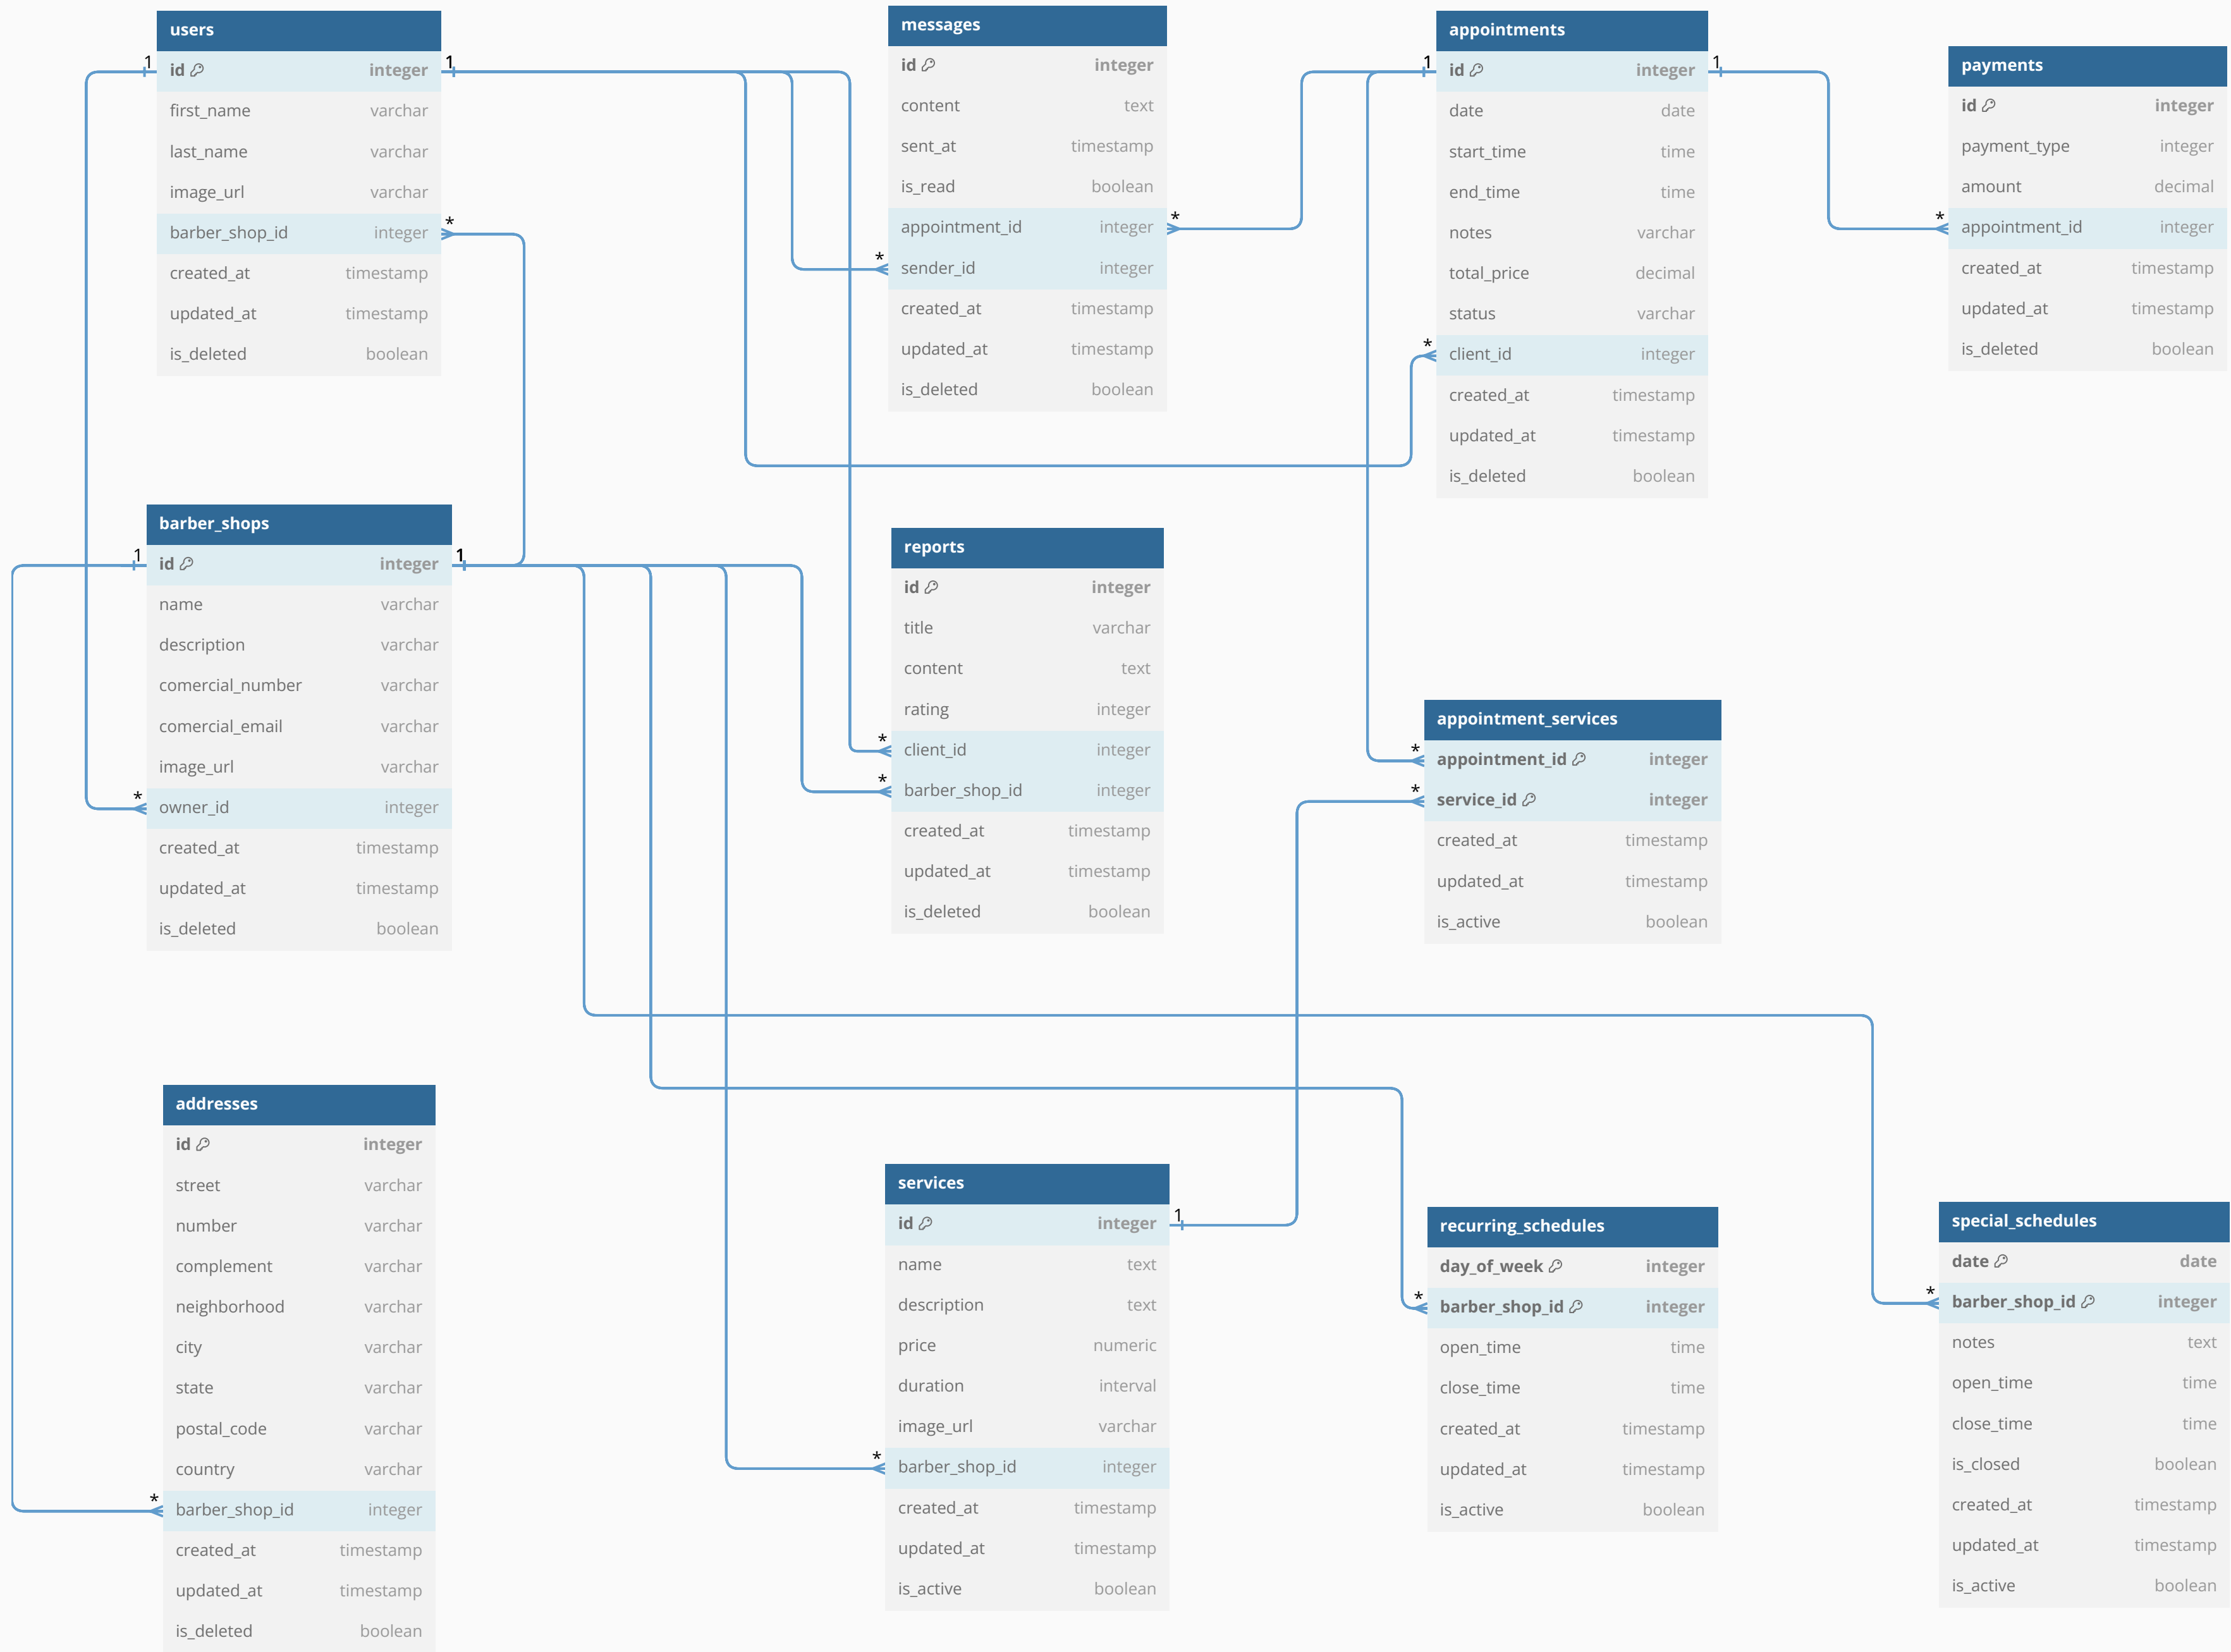 users
id integer
first_name varchar
last_name varchar
image_url varchar
barber_shop_id integer
created_at timestamp
updated_at timestamp
is_deleted boolean
1
1
*
messages
id integer
content text
sent_at timestamp
is_read boolean
appointment_id integer
sender_id integer
created_at timestamp
updated_at timestamp
is_deleted boolean
*
*
appointments
id integer
date date
start_time time
end_time time
notes varchar
total_price decimal
status varchar
client_id integer
created_at timestamp
updated_at timestamp
is_deleted boolean
1
1
*
payments
id integer
payment_type integer
amount decimal
appointment_id integer
created_at timestamp
updated_at timestamp
is_deleted boolean
*
barber_shops
id integer
name varchar
description varchar
comercial_number varchar
comercial_email varchar
image_url varchar
owner_id integer
created_at timestamp
updated_at timestamp
is_deleted boolean
1
1
*
reports
id integer
title varchar
content text
rating integer
client_id integer
barber_shop_id integer
created_at timestamp
updated_at timestamp
is_deleted boolean
*
*
appointment_services
appointment_id integer
service_id integer
created_at timestamp
updated_at timestamp
is_active boolean
*
*
addresses
id integer
street varchar
number varchar
complement varchar
neighborhood varchar
city varchar
state varchar
postal_code varchar
country varchar
barber_shop_id integer
created_at timestamp
updated_at timestamp
is_deleted boolean
*
services
id integer
name text
description text
price numeric
duration interval
image_url varchar
barber_shop_id integer
created_at timestamp
updated_at timestamp
is_active boolean
1
*
recurring_schedules
day_of_week integer
barber_shop_id integer
open_time time
close_time time
created_at timestamp
updated_at timestamp
is_active boolean
*
special_schedules
date date
barber_shop_id integer
notes text
open_time time
close_time time
is_closed boolean
created_at timestamp
updated_at timestamp
is_active boolean
*